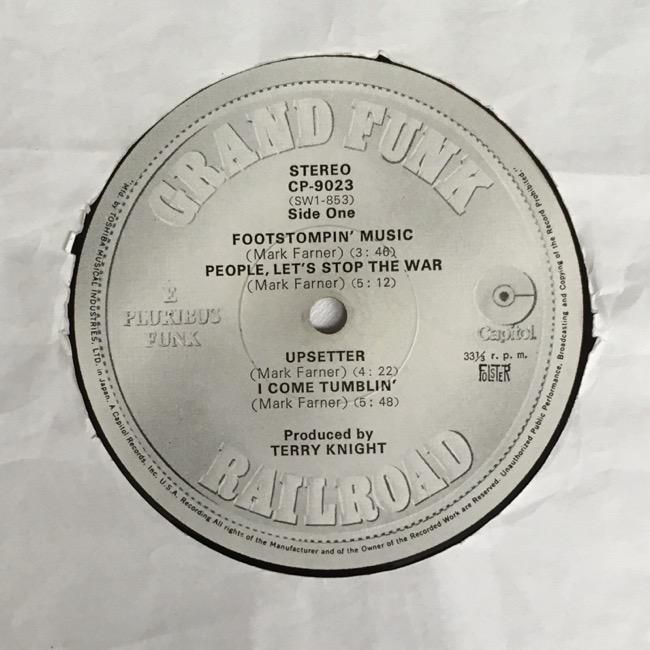 GRAND FUNK
STEREO
CP-9023
(SW1-853)
Side One
FOOTSTOMPIN' MUSIC
(Mark Farner) (3:40)
PEOPLE, LET'S STOP THE WAR
(Mark Farner) (5:12)
E
PLURIBUS
FUNK
Capitol
33⅓ r.p.m.
FOLSTER
UPSETTER
(Mark Farner) (4:22)
I COME TUMBLIN'
(Mark Farner) (5:48)
Produced by
TERRY KNIGHT
RAILROAD
"Mfd. by TOSHIBA MUSICAL INDUSTRIES, LTD. in Japan. A Capitol Records, Inc. U.S.A. Recording All rights of the Manufacturer and of the Owner of the Recorded Work are Reserved. Unauthorized Public Performance, Broadcasting and Copying of the Record Prohibited."